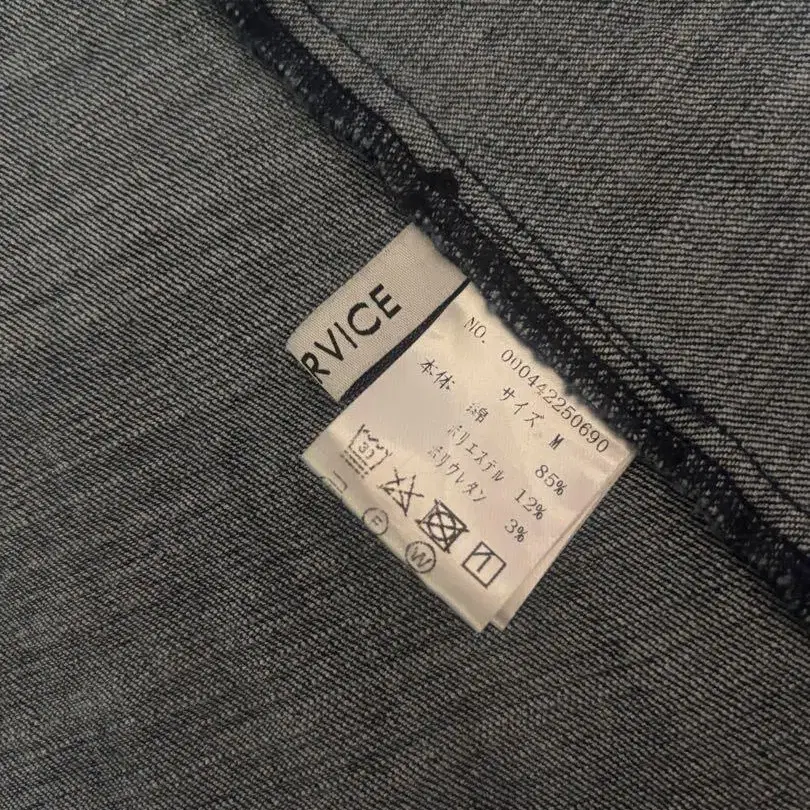 RVICE
NO. 000442250690
サイズ M
本体
綿 85%
ポリエステル 12%
ポリウレタン 3%
30
F
W